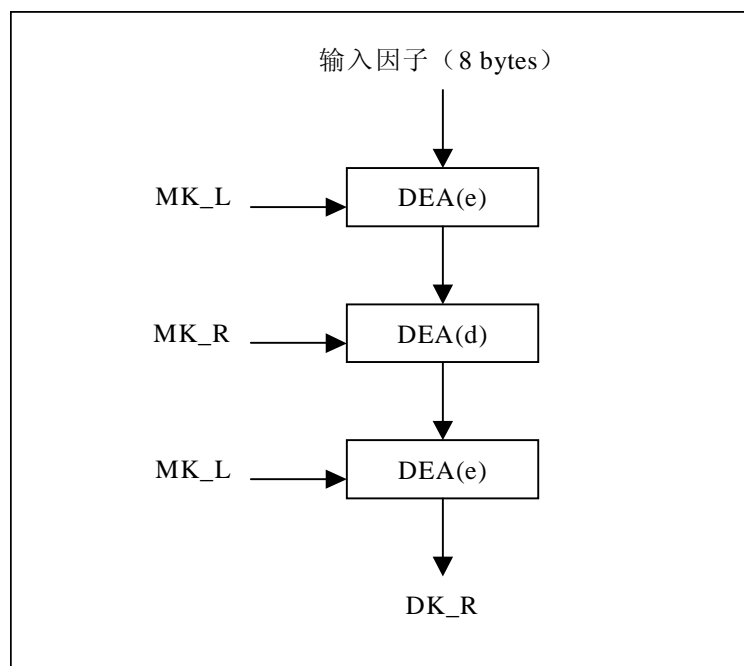 输入因子（8 bytes）
MK_L
DEA(e)
MK_R
DEA(d)
MK_L
DEA(e)
DK_R